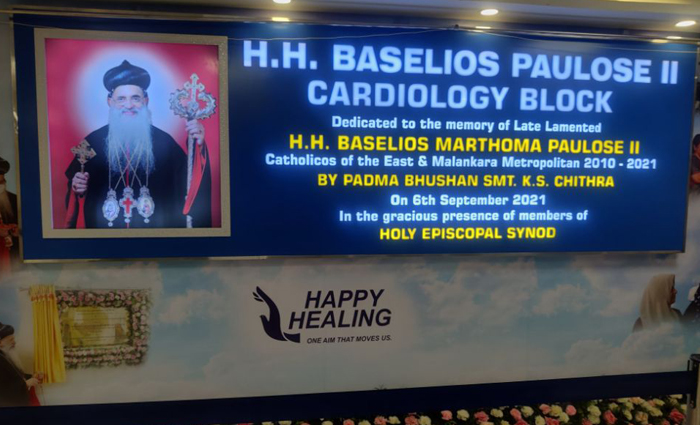 H.H. BASELIOS PAULOSE II
CARDIOLOGY BLOCK
Dedicated to the memory of Late Lamented
H.H. BASELIOS MARTHOMA PAULOSE II
Catholicos of the East & Malankara Metropolitan 2010 - 2021
BY PADMA BHUSHAN SMT. K.S. CHITHRA
On 6th September 2021
In the gracious presence of members of
HOLY EPISCOPAL SYNOD
HAPPY
HEALING
ONE AIM THAT MOVES US.